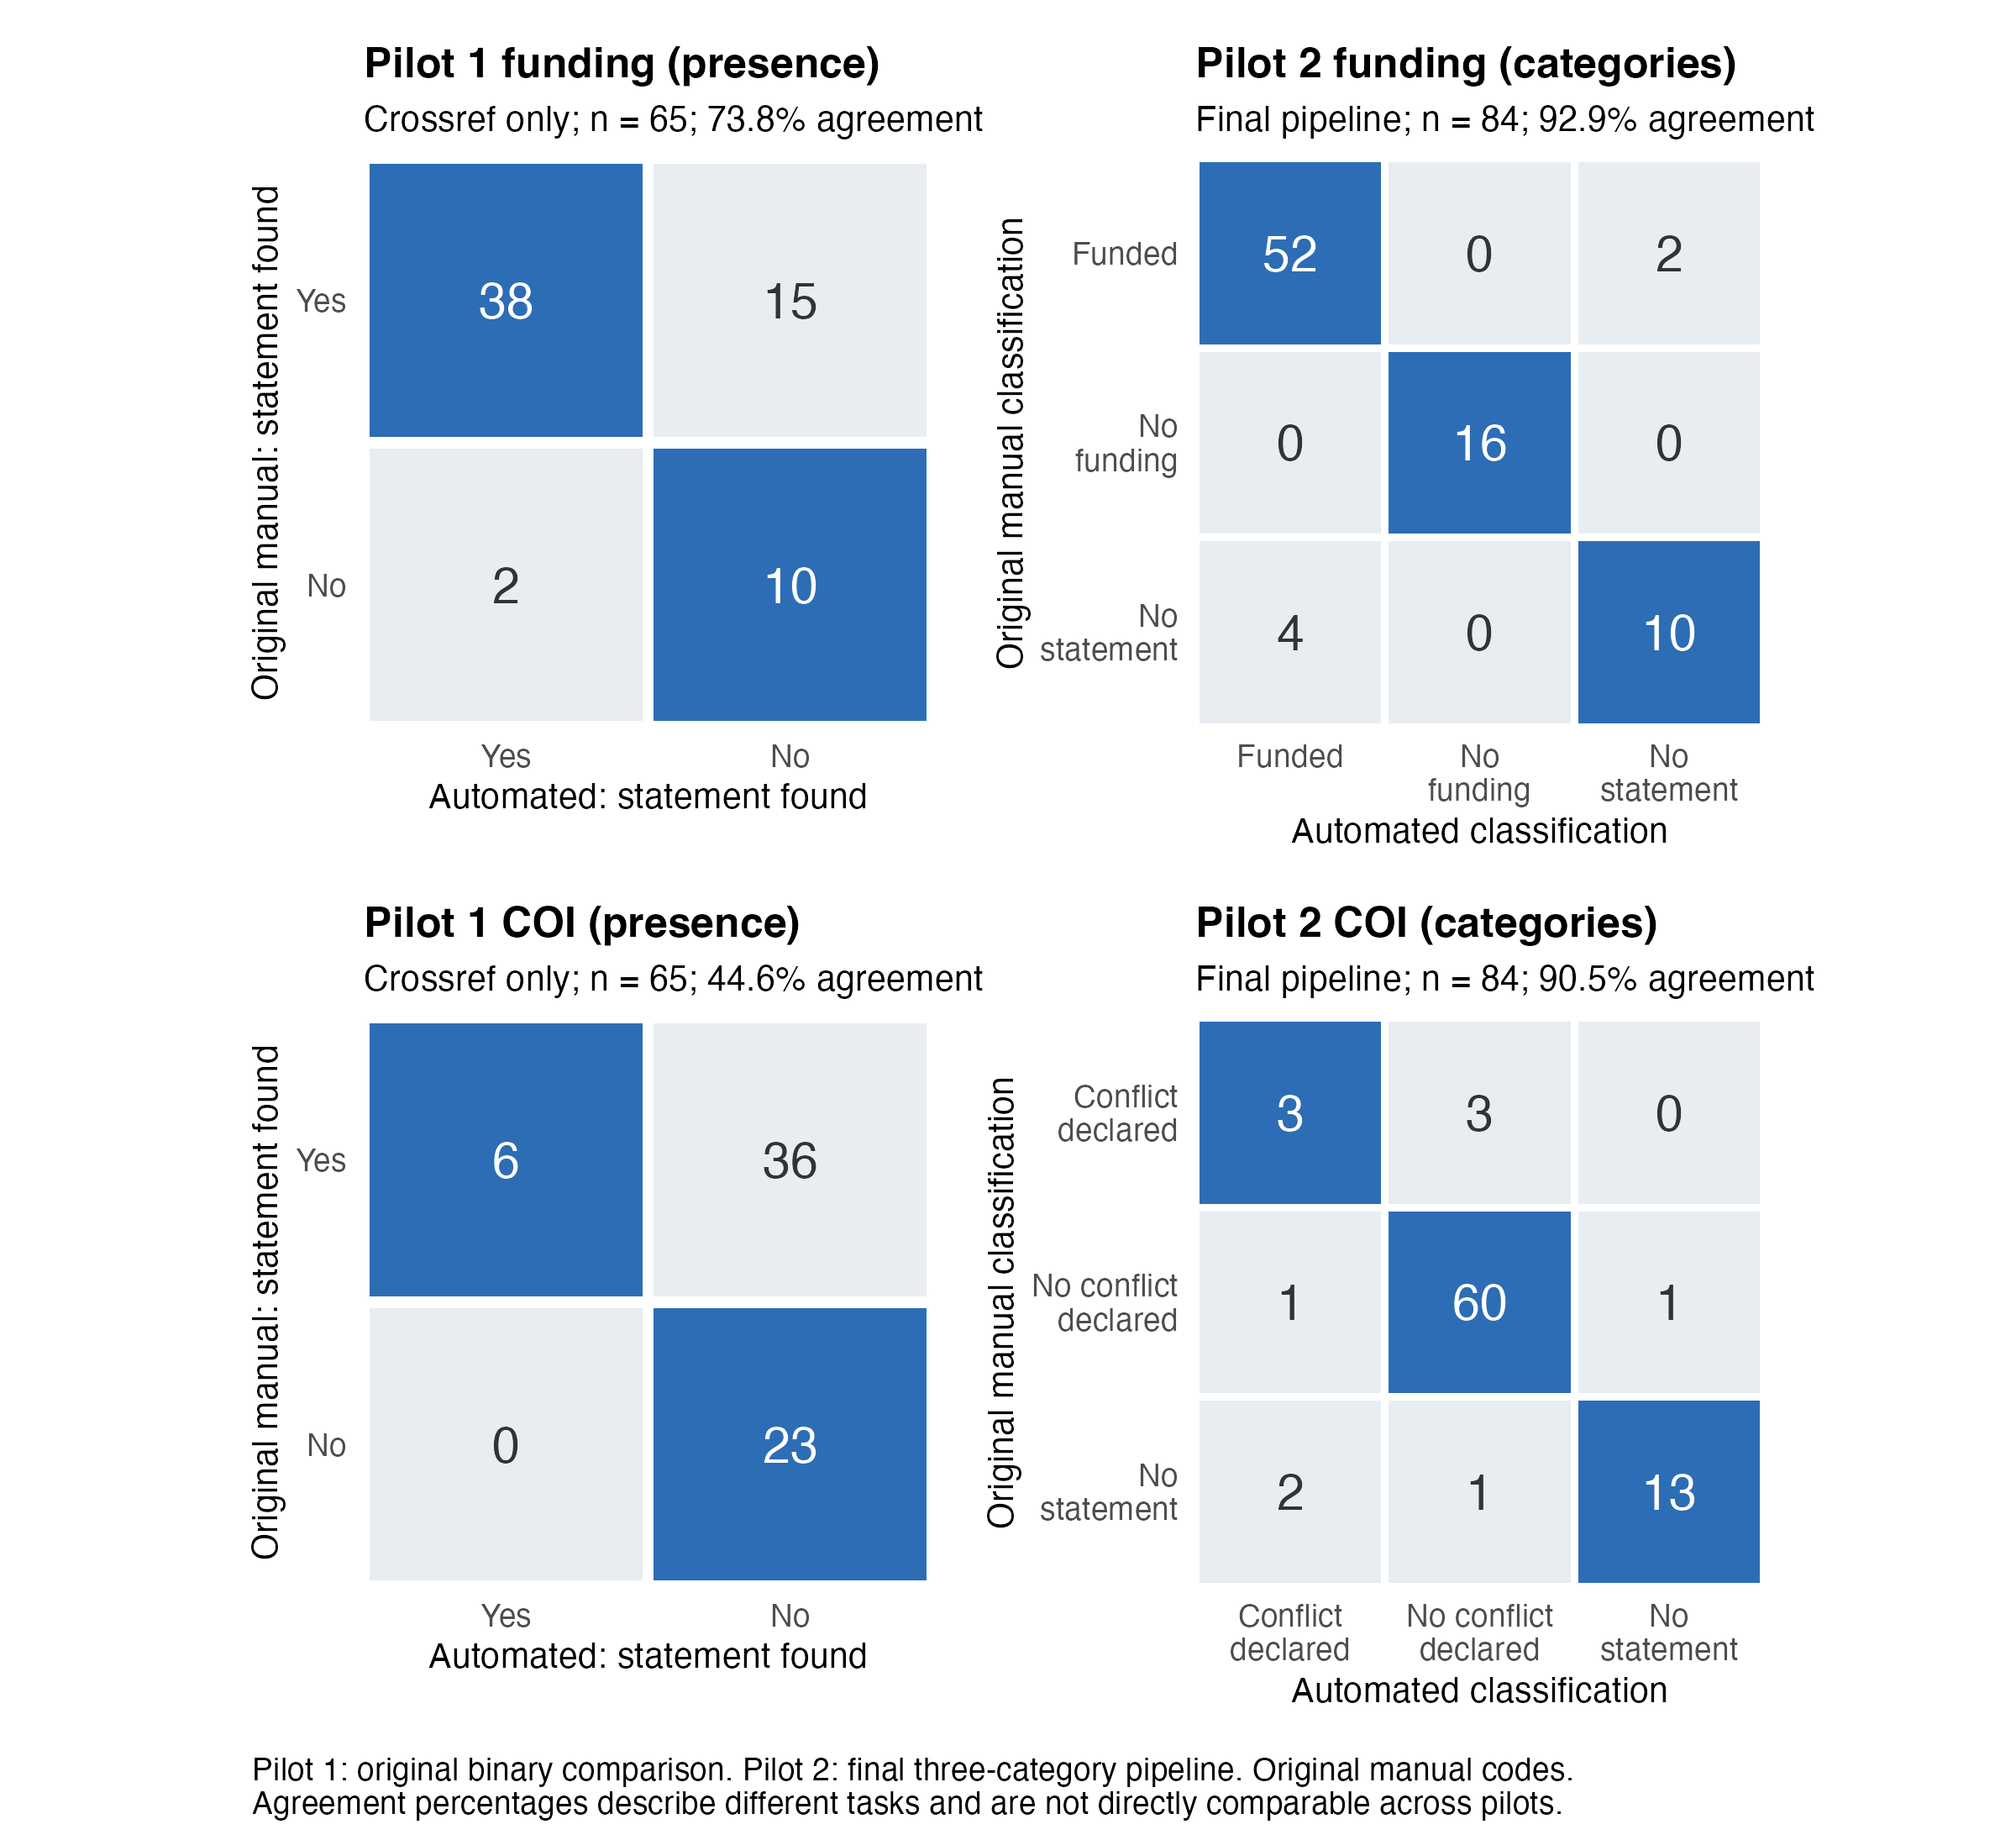 Pilot 1 funding (presence)
Crossref only; n = 65; 73.8% agreement
Original manual: statement found
Yes
38
15
No
2
10
Yes
No
Automated: statement found
Pilot 2 funding (categories)
Final pipeline; n = 84; 92.9% agreement
Original manual classification
Funded
52
0
2
No
funding
0
16
0
No
statement
4
0
10
Funded
No
funding
No
statement
Automated classification
Pilot 1 COI (presence)
Crossref only; n = 65; 44.6% agreement
Original manual: statement found
Yes
6
36
No
0
23
Yes
No
Automated: statement found
Pilot 2 COI (categories)
Final pipeline; n = 84; 90.5% agreement
Original manual classification
Conflict
declared
3
3
0
No conflict
declared
1
60
1
No
statement
2
1
13
Conflict
declared
No conflict
declared
No
statement
Automated classification
Pilot 1: original binary comparison. Pilot 2: final three-category pipeline. Original manual codes.
Agreement percentages describe different tasks and are not directly comparable across pilots.